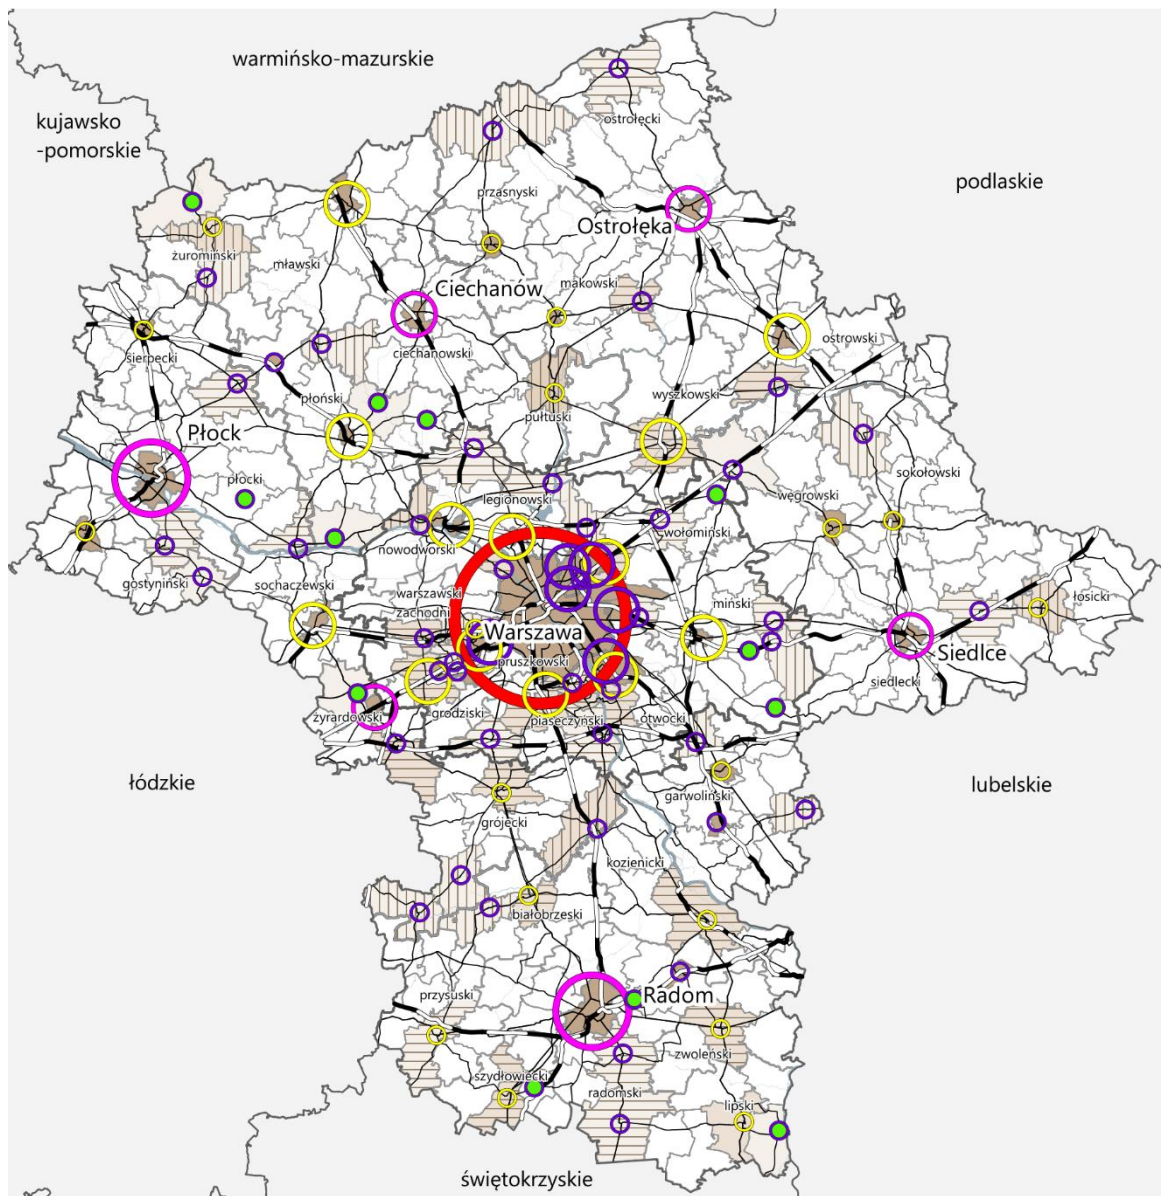 warmińsko-mazurskie
kujawsko
-pomorskie
ostrołęcki
podlaskie
przasnyski
Ostrołęka
żuromiński
mławski
Ciechanów
makowski
sierpecki
ciechanowski
ostrowski
płoński
wyszkowski
pułtuski
Płock
płocki
sokołowski
legionowski
węgrowski
wołomiński
nowodworski
gostyniński
sochaczewski
warszawski
zachodni
miński
łosicki
Warszawa
Siedlce
pruszkowski
siedlecki
żyrardowski
grodziski
piaseczyński
otwocki
łódzkie
lubelskie
garwoliński
grójecki
kozienicki
białobrzeski
przysuski
Radom
zwoleński
szydłowiecki
radomski
lipski
świętokrzyskie